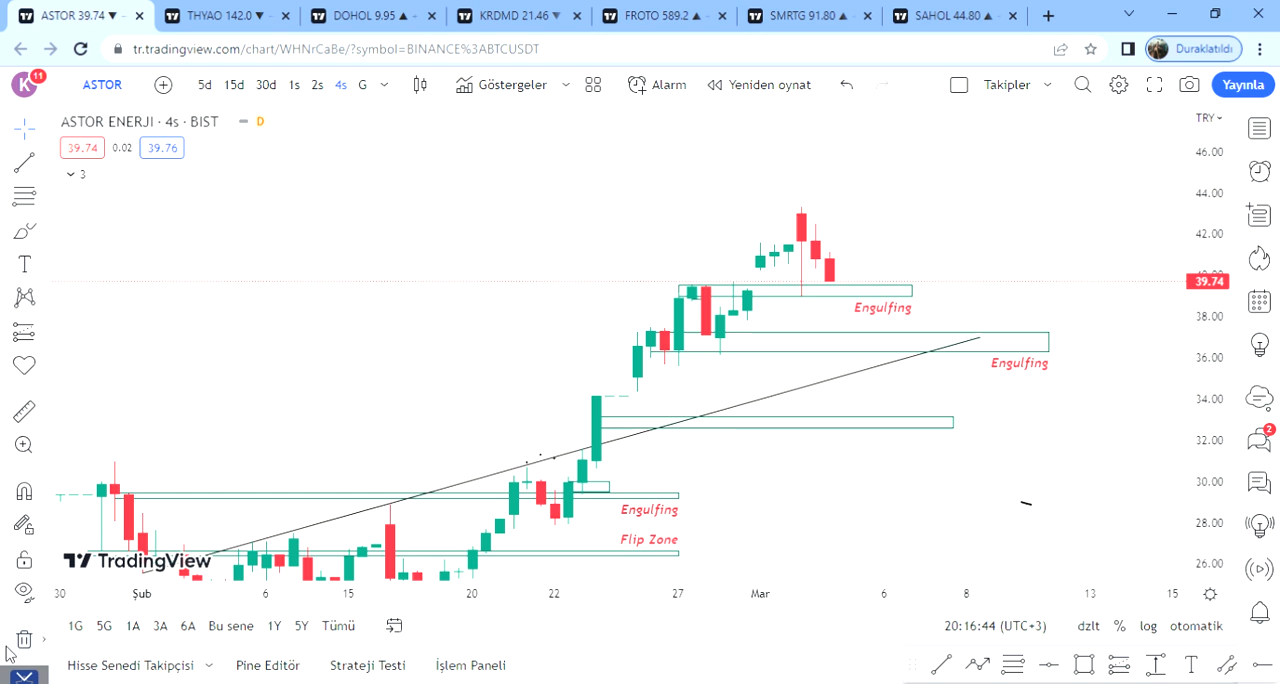 ASTOR 39.74 ▼ THYAO 142.0 ▼ DOHOL 9.95 ▲ + KRDMD 21.46 ▼ FROTO 589.2 ▲ - SMRTG 91.80 ▲ SAHOL 44.80 ▲
tr.tradingview.com/chart/WHNrCaBe/?symbol=BINANCE%3ABTCUSDT Duraklatıldı
K 11 ASTOR 5d 15d 30d 1s 2s 4s G Göstergeler Alarm Yeniden oynat Takipler Yayınla
ASTOR ENERJI · 4s · BIST D TRY
39.74 0.02 39.76
46.00
3
44.00
42.00
39.74
Engulfing
38.00
36.00
Engulfing
34.00
2
32.00
30.00
Engulfing
28.00
Flip Zone
TradingView
26.00
30 Şub 6 15 20 22 27 Mar 6 8 13 15
1G 5G 1A 3A 6A Bu sene 1Y 5Y Tümü 20:16:44 (UTC+3) dzlt % log otomatik
Hisse Senedi Takipçisi Pine Editör Strateji Testi İşlem Paneli